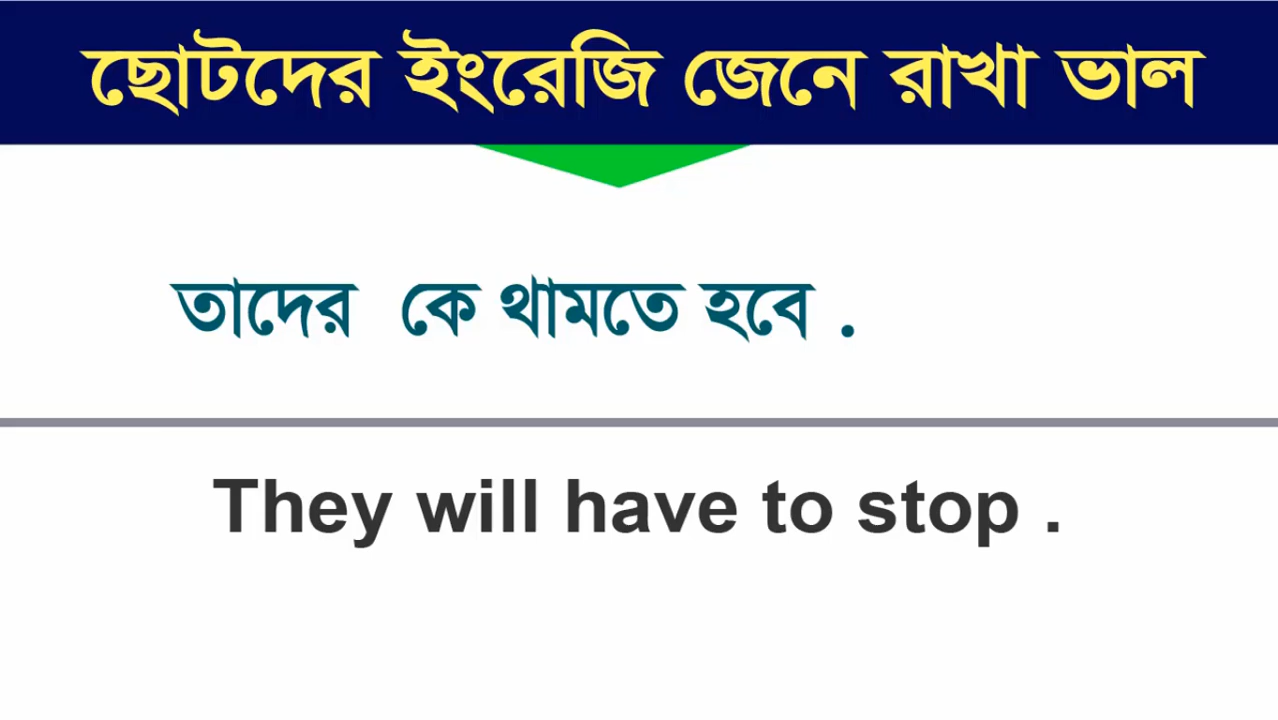 ছোটদের ইংরেজি জেনে রাখা ভাল
তাদের কে থামতে হবে .
They will have to stop .